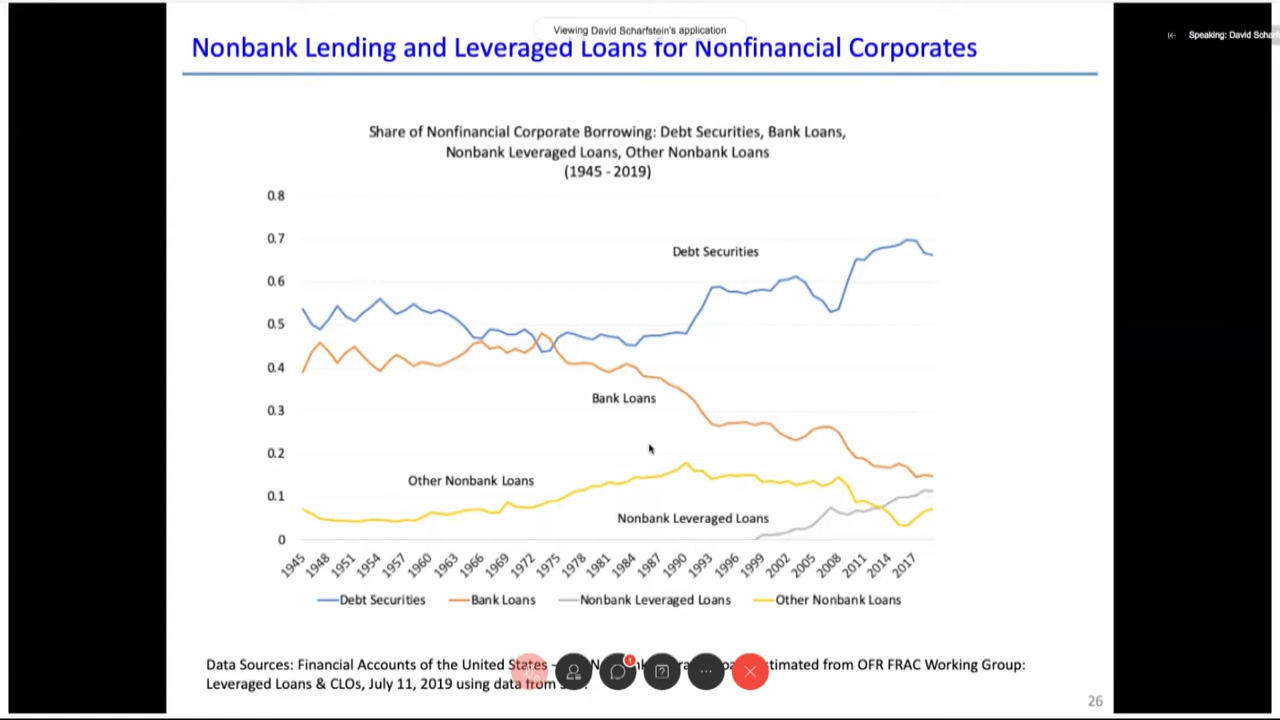 Viewing David Scharfstein's application
Speaking: David Scharf
Nonbank Lending and Leveraged Loans for Nonfinancial Corporates
Share of Nonfinancial Corporate Borrowing: Debt Securities, Bank Loans,
Nonbank Leveraged Loans, Other Nonbank Loans
(1945 - 2019)
0.8
0.7
0.6
0.5
0.4
0.3
0.2
0.1
0
Debt Securities
Bank Loans
Other Nonbank Loans
Nonbank Leveraged Loans
1945 1948 1951 1954 1957 1960 1963 1966 1969 1972 1975 1978 1981 1984 1987 1990 1993 1996 1999 2002 2005 2008 2011 2014 2017
Debt Securities Bank Loans Nonbank Leveraged Loans Other Nonbank Loans
Data Sources: Financial Accounts of the United States from OFR FRAC Working Group:
Leveraged Loans & CLOs, July 11, 2019 using data from
1
26